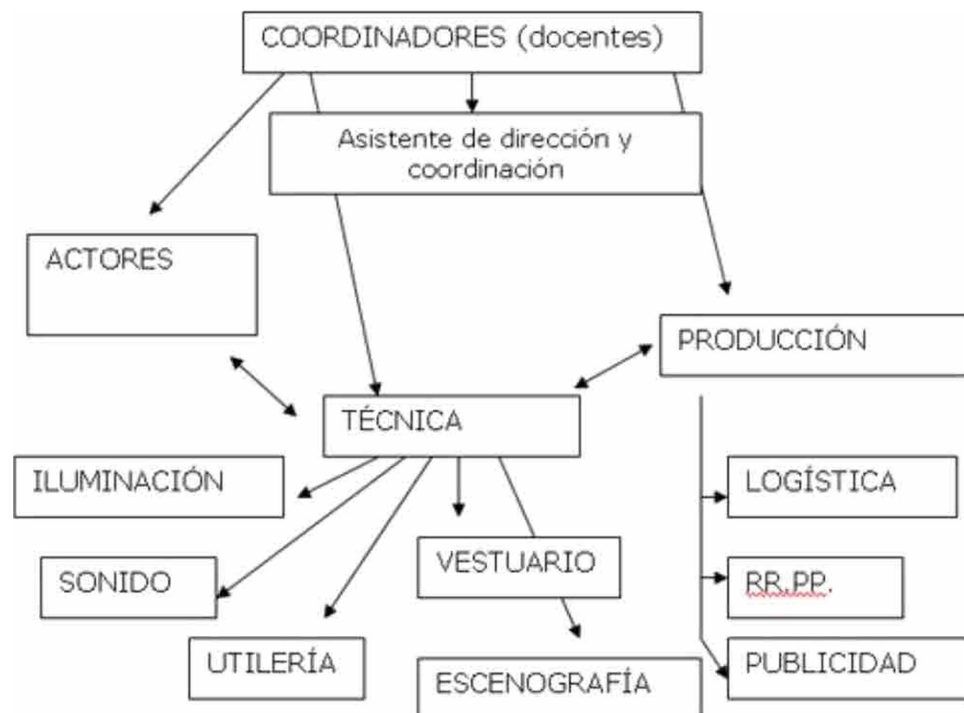 COORDINADORES (docentes)
Asistente de dirección y
coordinación
ACTORES
PRODUCCIÓN
TÉCNICA
ILUMINACIÓN
LOGÍSTICA
VESTUARIO
SONIDO
RR.PP.
UTILERÍA
PUBLICIDAD
ESCENOGRAFÍA